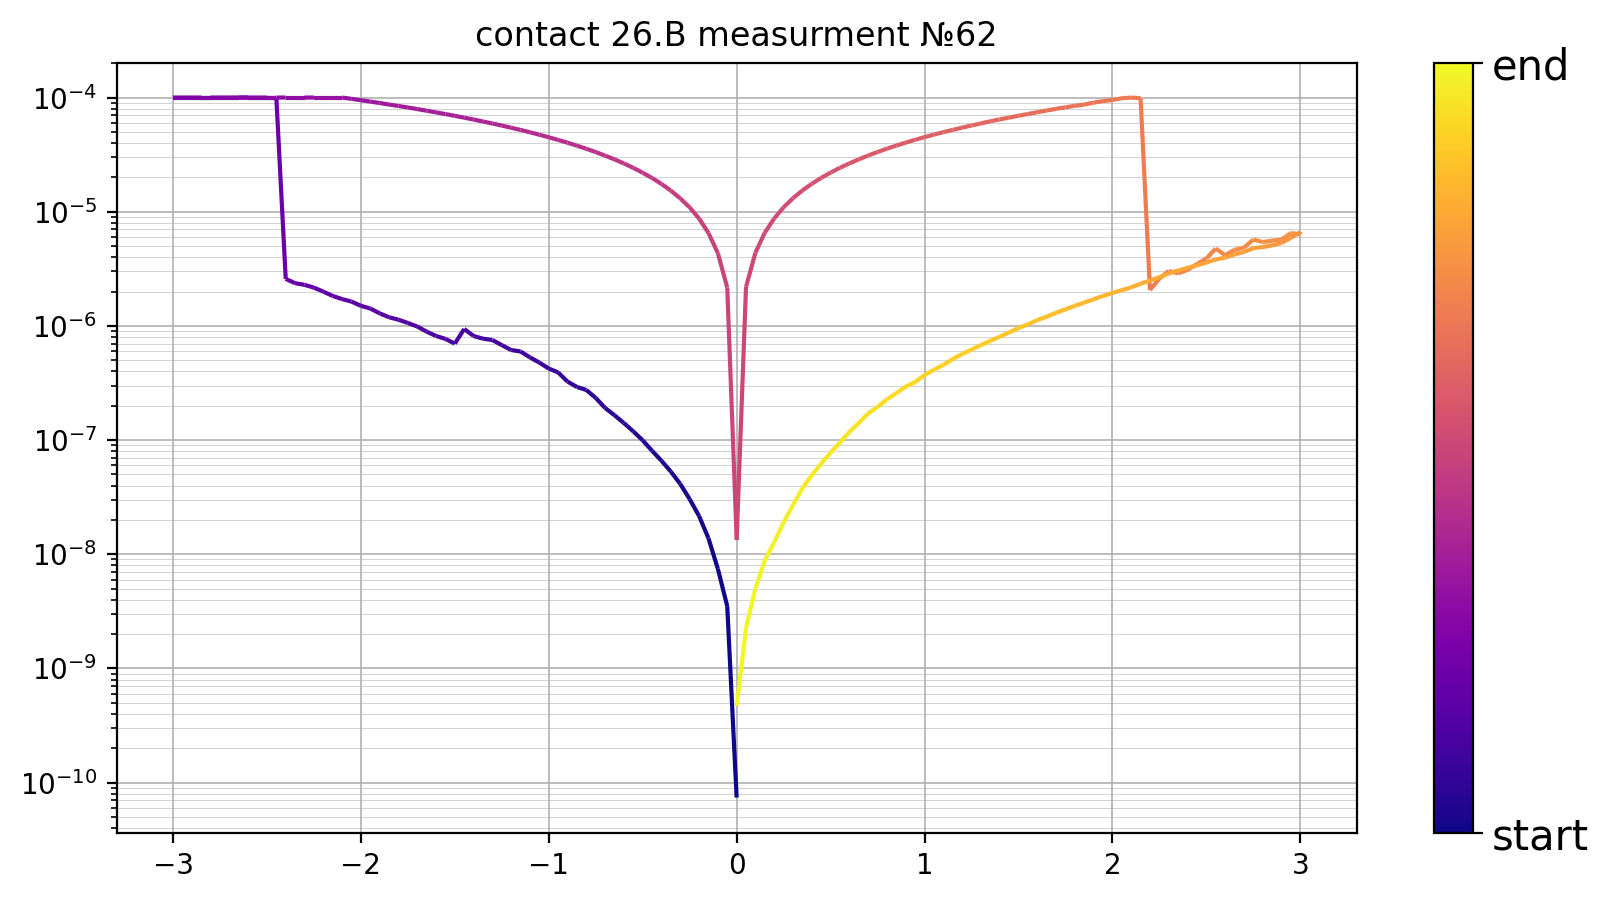 contact 26.B measurment №62
10⁻⁴
10⁻⁵
10⁻⁶
10⁻⁷
10⁻⁸
10⁻⁹
10⁻¹⁰
−3 −2 −1 0 1 2 3
end
start